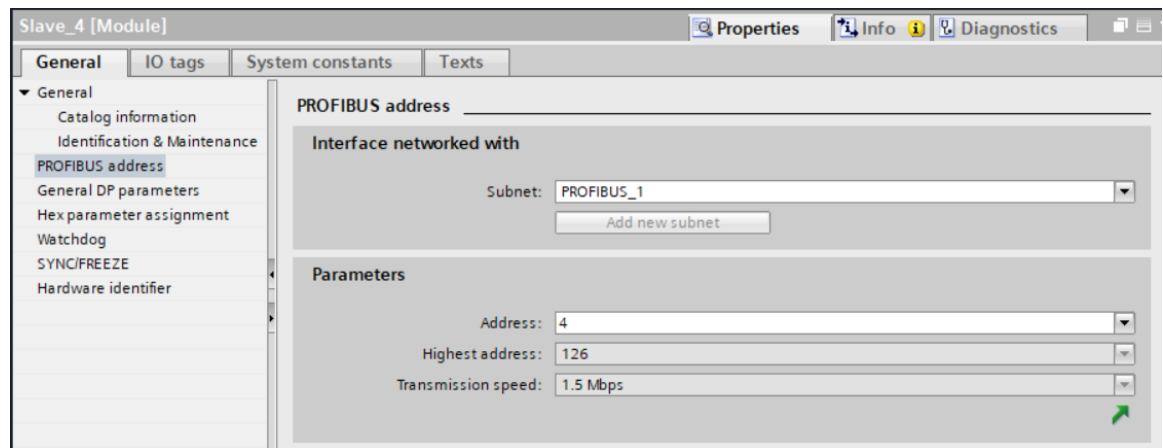 Slave_4 [Module]
Properties
Info
Diagnostics
General
IO tags
System constants
Texts
General
Catalog information
Identification & Maintenance
PROFIBUS address
General DP parameters
Hex parameter assignment
Watchdog
SYNC/FREEZE
Hardware identifier
PROFIBUS address
Interface networked with
Subnet: PROFIBUS_1
Add new subnet
Parameters
Address: 4
Highest address: 126
Transmission speed: 1.5 Mbps